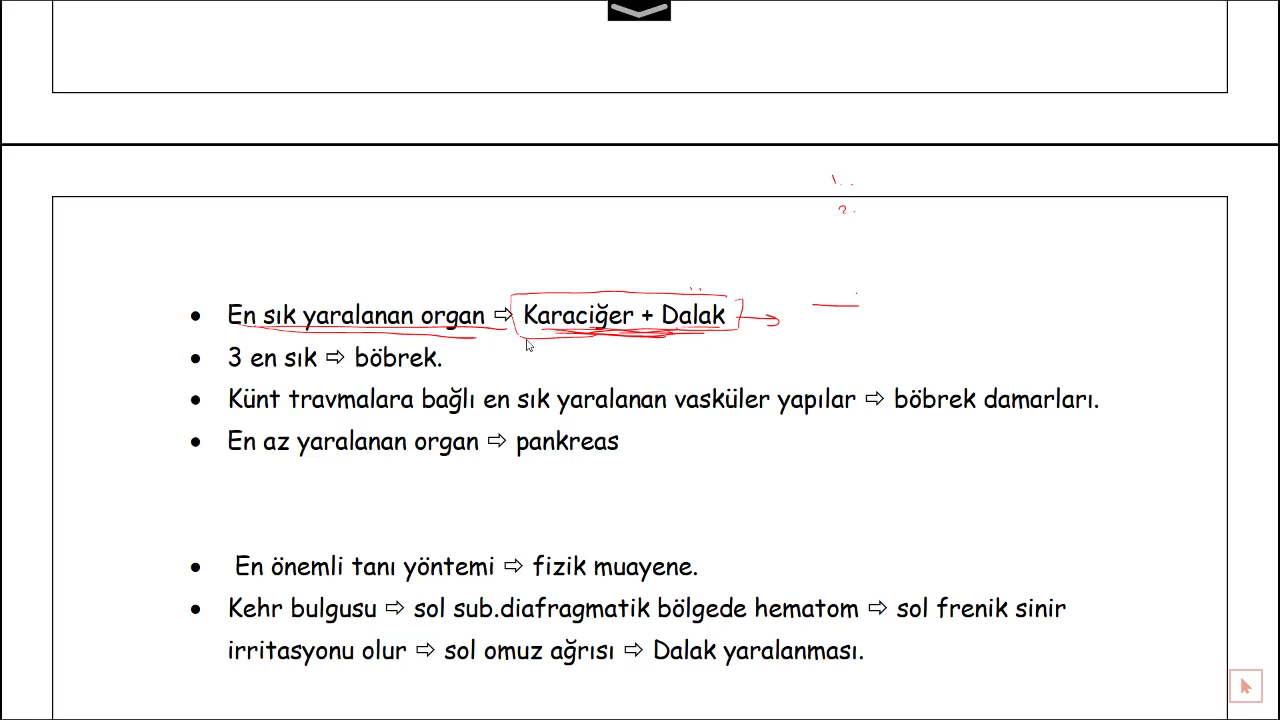 1.
2.
• En sık yaralanan organ ⇨ Karaciğer + Dalak
• 3 en sık ⇨ böbrek.
• Künt travmalara bağlı en sık yaralanan vasküler yapılar ⇨ böbrek damarları.
• En az yaralanan organ ⇨ pankreas
• En önemli tanı yöntemi ⇨ fizik muayene.
• Kehr bulgusu ⇨ sol sub.diafragmatik bölgede hematom ⇨ sol frenik sinir
irritasyonu olur ⇨ sol omuz ağrısı ⇨ Dalak yaralanması.